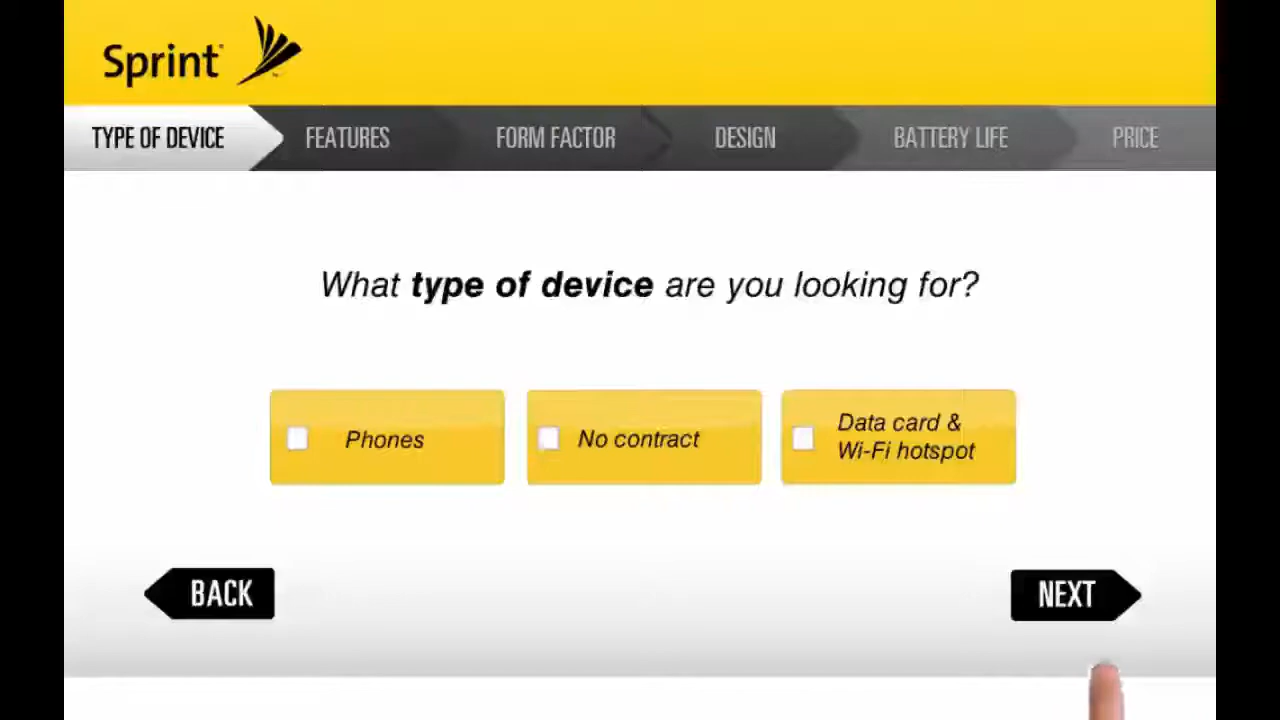 Sprint
TYPE OF DEVICE
FEATURES
FORM FACTOR
DESIGN
BATTERY LIFE
PRICE
What type of device are you looking for?
Phones
No contract
Data card &
Wi-Fi hotspot
BACK
NEXT